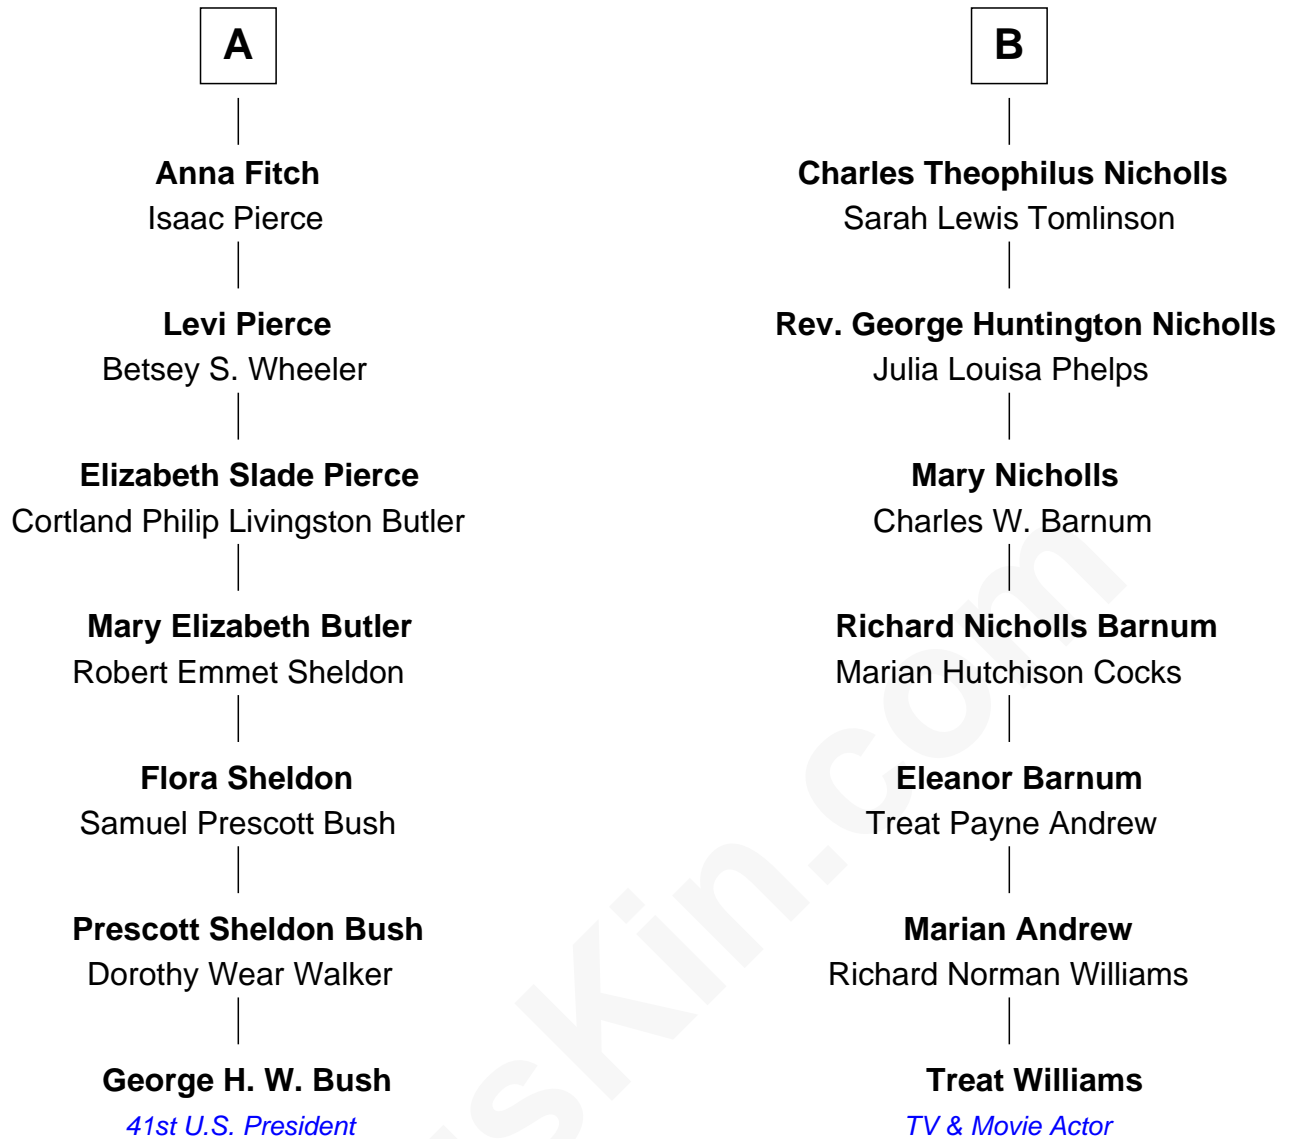 A
Anna Fitch
Isaac Pierce
Levi Pierce
Betsey S. Wheeler
Elizabeth Slade Pierce
Cortland Philip Livingston Butler
Mary Elizabeth Butler
Robert Emmet Sheldon
Flora Sheldon
Samuel Prescott Bush
Prescott Sheldon Bush
Dorothy Wear Walker
George H. W. Bush
41st U.S. President
B
Charles Theophilus Nicholls
Sarah Lewis Tomlinson
Rev. George Huntington Nicholls
Julia Louisa Phelps
Mary Nicholls
Charles W. Barnum
Richard Nicholls Barnum
Marian Hutchison Cocks
Eleanor Barnum
Treat Payne Andrew
Marian Andrew
Richard Norman Williams
Treat Williams
TV & Movie Actor